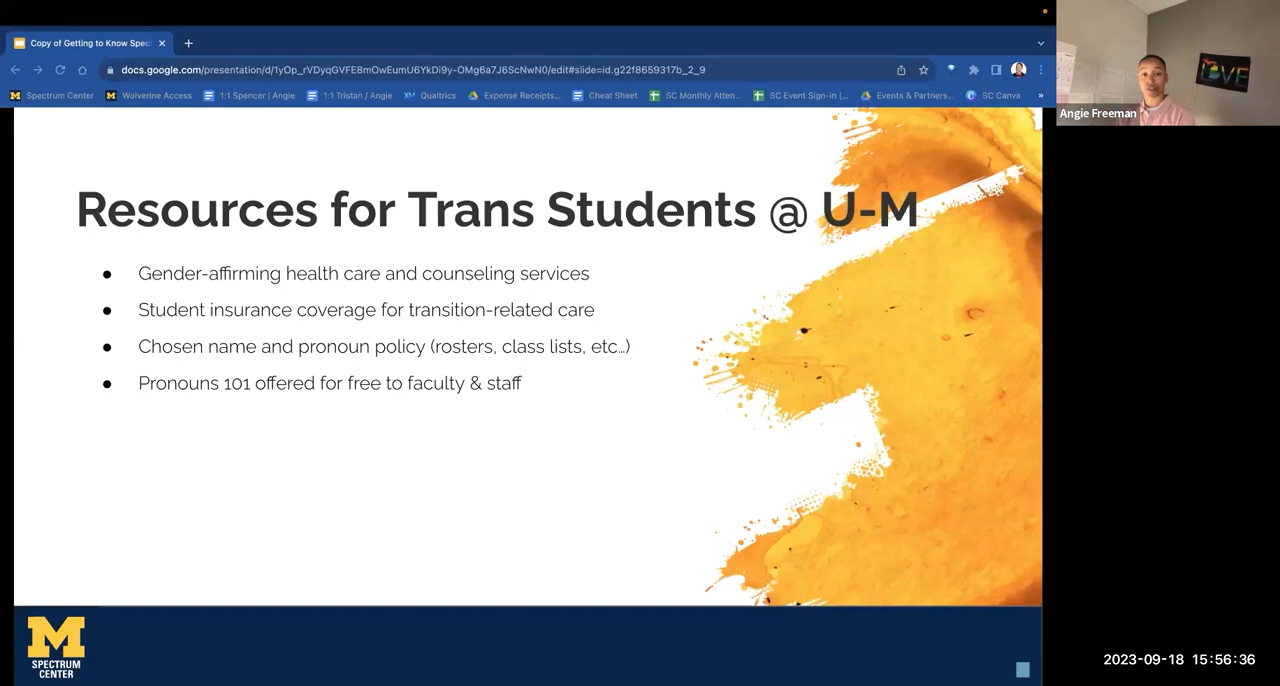 Copy of Getting to Know Spec
docs.google.com/presentation/d/1yOp_rVDyqGVFE8mOwEumU6YkDi9y-OMg6a7J6ScNwN0/edit#slide=id.g22f8659317b_2_9
Spectrum Center Wolverine Access 1:1 Spencer | Angie 1:1 Tristan / Angie Qualtrics Expense Receipts... Cheat Sheet SC Monthly Atten... SC Event Sign-in (... Events & Partners... SC Canva »
LOVE
Angie Freeman
Resources for Trans Students @ U-M
● Gender-affirming health care and counseling services
● Student insurance coverage for transition-related care
● Chosen name and pronoun policy (rosters, class lists, etc…)
● Pronouns 101 offered for free to faculty & staff
M
SPECTRUM
CENTER
2023-09-18 15:56:36